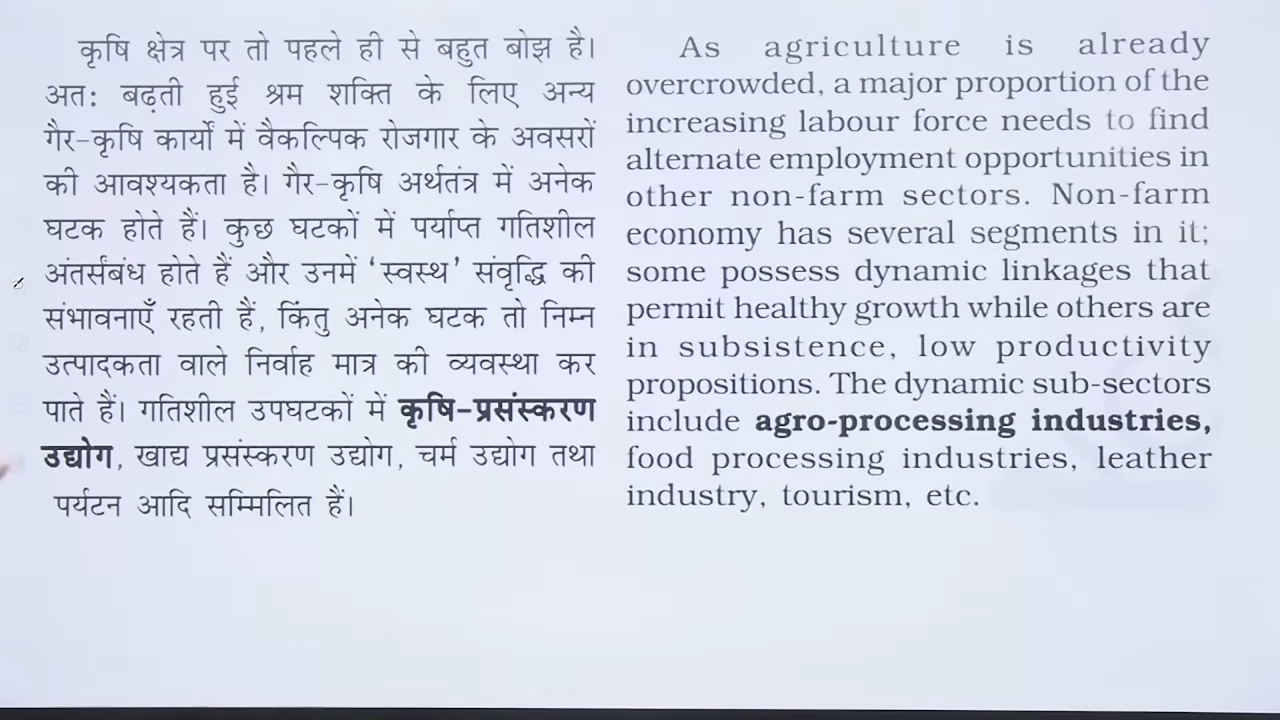 कृषि क्षेत्र पर तो पहले ही से बहुत बोझ है।
अतः बढ़ती हुई श्रम शक्ति के लिए अन्य
गैर-कृषि कार्यों में वैकल्पिक रोजगार के अवसरों
की आवश्यकता है। गैर-कृषि अर्थतंत्र में अनेक
घटक होते हैं। कुछ घटकों में पर्याप्त गतिशील
अंतर्संबंध होते हैं और उनमें ‘स्वस्थ’ संवृद्धि की
संभावनाएँ रहती हैं, किंतु अनेक घटक तो निम्न
उत्पादकता वाले निर्वाह मात्र की व्यवस्था कर
पाते हैं। गतिशील उपघटकों में कृषि-प्रसंस्करण
उद्योग, खाद्य प्रसंस्करण उद्योग, चर्म उद्योग तथा
पर्यटन आदि सम्मिलित हैं।
As agriculture is already
overcrowded, a major proportion of the
increasing labour force needs to find
alternate employment opportunities in
other non-farm sectors. Non-farm
economy has several segments in it;
some possess dynamic linkages that
permit healthy growth while others are
in subsistence, low productivity
propositions. The dynamic sub-sectors
include agro-processing industries,
food processing industries, leather
industry, tourism, etc.